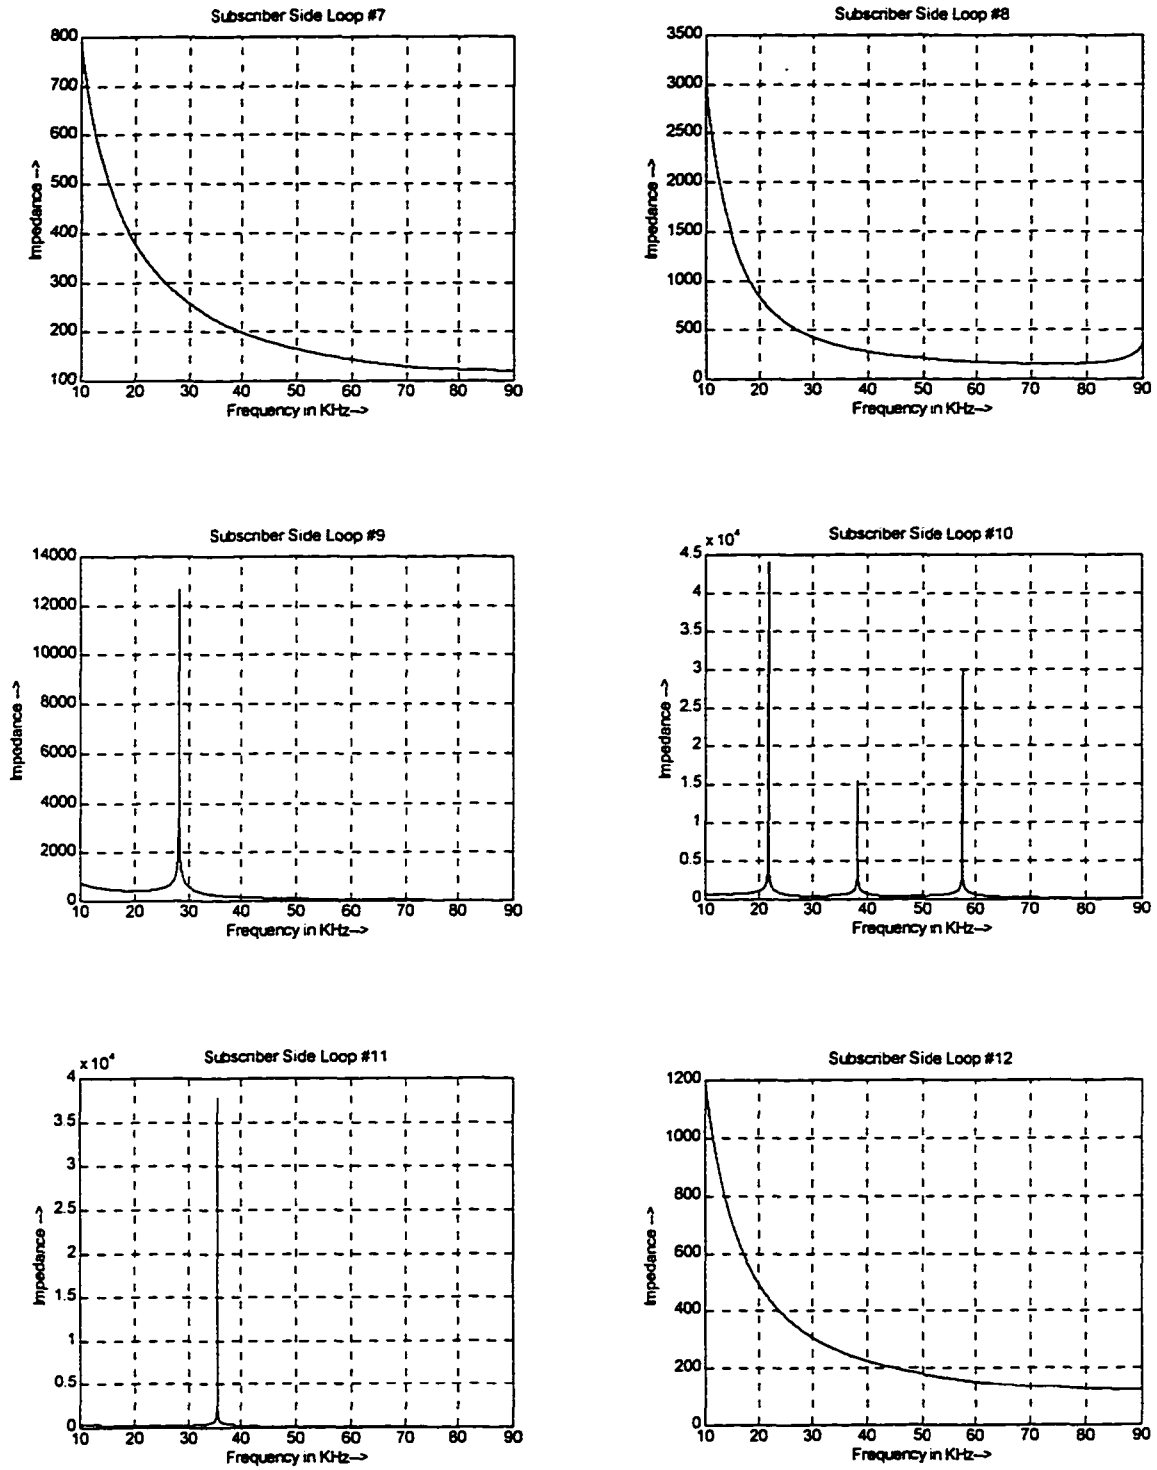 Subscriber Side Loop #7
800
700
600
500
400
300
200
100
Impedance -->
10 20 30 40 50 60 70 80 90
Frequency in KHz-->
Subscriber Side Loop #8
3500
3000
2500
2000
1500
1000
500
0
Impedance -->
10 20 30 40 50 60 70 80 90
Frequency in KHz-->
Subscriber Side Loop #9
14000
12000
10000
8000
6000
4000
2000
0
Impedance -->
10 20 30 40 50 60 70 80 90
Frequency in KHz-->
Subscriber Side Loop #10
x 10^4
4.5
4
3.5
3
2.5
2
1.5
1
0.5
0
Impedance -->
10 20 30 40 50 60 70 80 90
Frequency in KHz-->
Subscriber Side Loop #11
x 10^4
4
3.5
3
2.5
2
1.5
1
0.5
0
Impedance -->
10 20 30 40 50 60 70 80 90
Frequency in KHz-->
Subscriber Side Loop #12
1200
1000
800
600
400
200
0
Impedance -->
10 20 30 40 50 60 70 80 90
Frequency in KHz-->